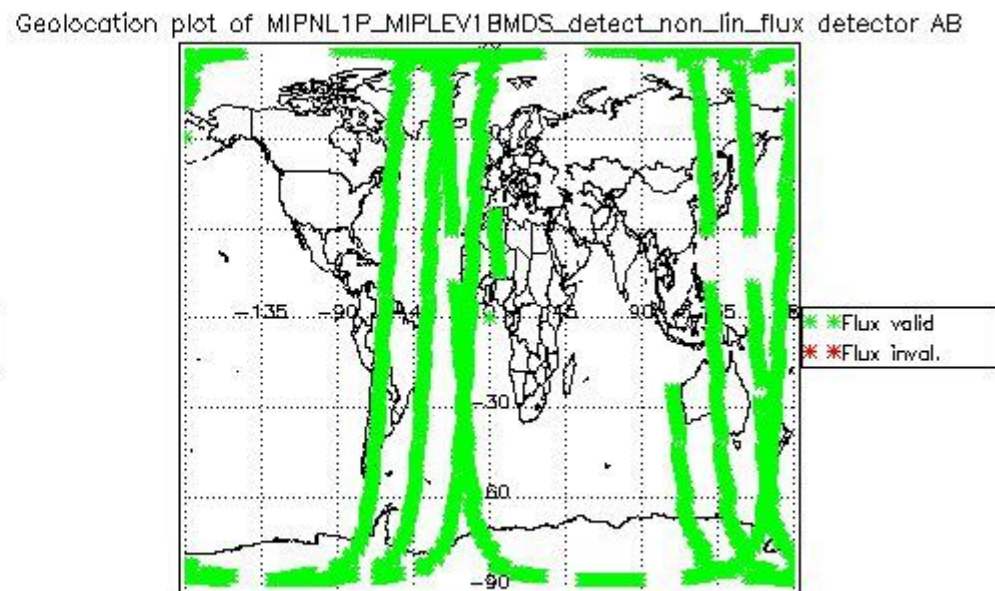 Geolocation plot of MIPNL1P_MIPLEV1BMDS_detect_non_lin_flux detector AB
-135 -90 45 90
Flux valid
Flux inval.
-30
-60
-90